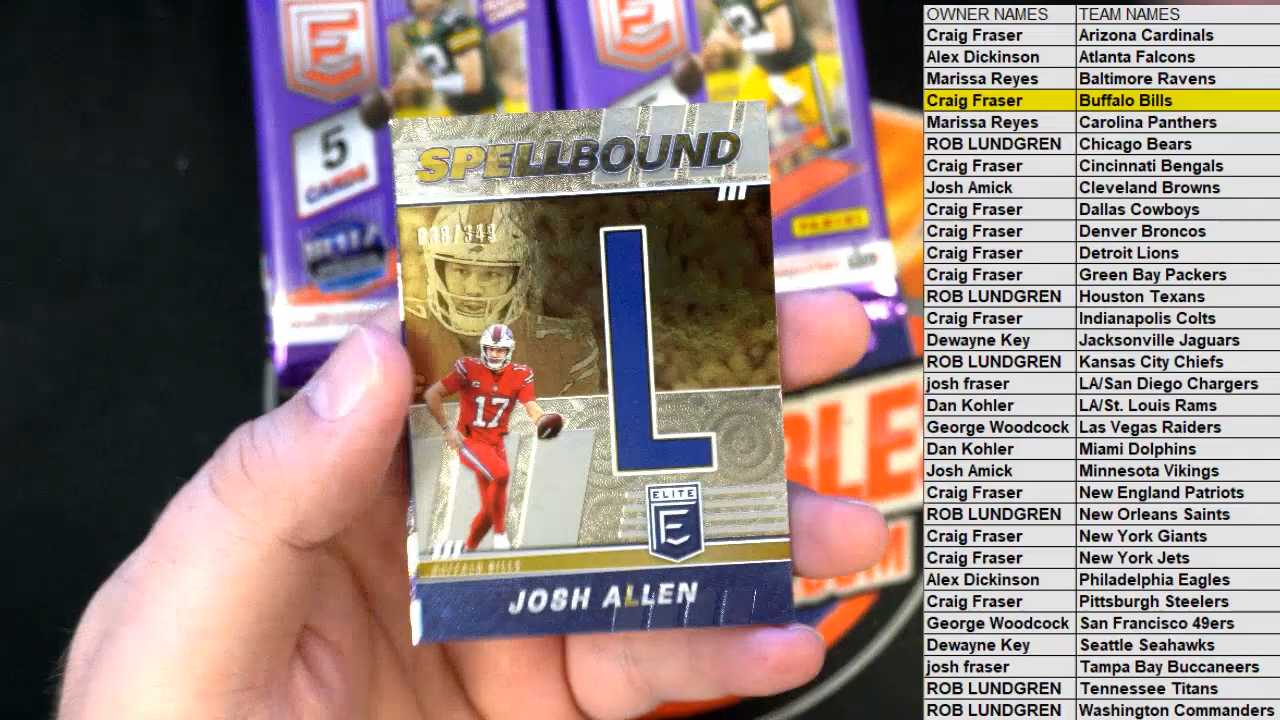 5
CARDS
PANINI
SPELLBOUND
/349
L
17
ELITE
E
BUFFALO BILLS
JOSH ALLEN
BLE
COM
OWNER NAMES TEAM NAMES
Craig Fraser Arizona Cardinals
Alex Dickinson Atlanta Falcons
Marissa Reyes Baltimore Ravens
Craig Fraser Buffalo Bills
Marissa Reyes Carolina Panthers
ROB LUNDGREN Chicago Bears
Craig Fraser Cincinnati Bengals
Josh Amick Cleveland Browns
Craig Fraser Dallas Cowboys
Craig Fraser Denver Broncos
Craig Fraser Detroit Lions
Craig Fraser Green Bay Packers
ROB LUNDGREN Houston Texans
Craig Fraser Indianapolis Colts
Dewayne Key Jacksonville Jaguars
ROB LUNDGREN Kansas City Chiefs
josh fraser LA/San Diego Chargers
Dan Kohler LA/St. Louis Rams
George Woodcock Las Vegas Raiders
Dan Kohler Miami Dolphins
Josh Amick Minnesota Vikings
Craig Fraser New England Patriots
ROB LUNDGREN New Orleans Saints
Craig Fraser New York Giants
Craig Fraser New York Jets
Alex Dickinson Philadelphia Eagles
Craig Fraser Pittsburgh Steelers
George Woodcock San Francisco 49ers
Dewayne Key Seattle Seahawks
josh fraser Tampa Bay Buccaneers
ROB LUNDGREN Tennessee Titans
ROB LUNDGREN Washington Commanders